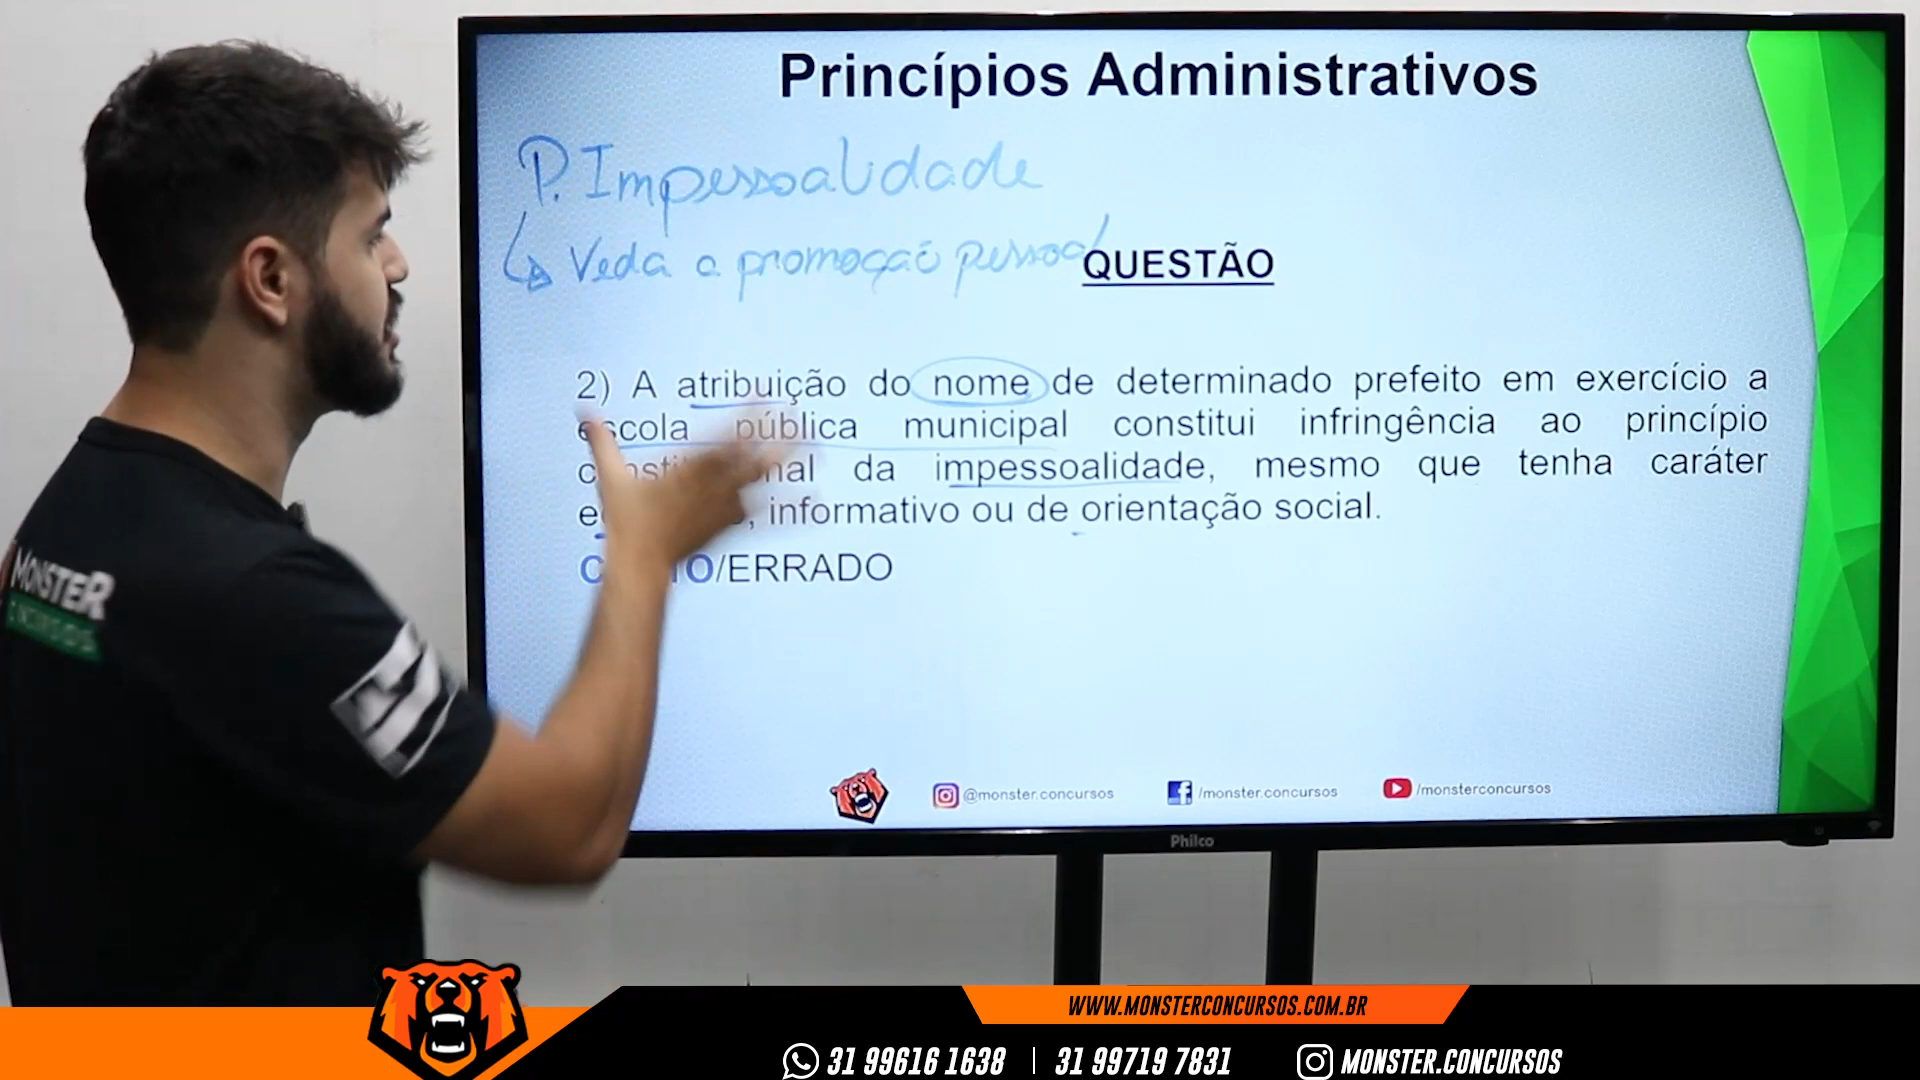 Princípios Administrativos
P. Impessoalidade
Veda a promoção pessoal
QUESTÃO
2) A atribuição do nome de determinado prefeito em exercício a
escola pública municipal constitui infringência ao princípio
da impessoalidade, mesmo que tenha caráter
informativo ou de orientação social.
/ERRADO
MONSTER
CONCURSOS
@monster.concursos
/monster.concursos
/monsterconcursos
Philco
WWW.MONSTERCONCURSOS.COM.BR
31 99616 1638 | 31 99719 7831 MONSTER.CONCURSOS